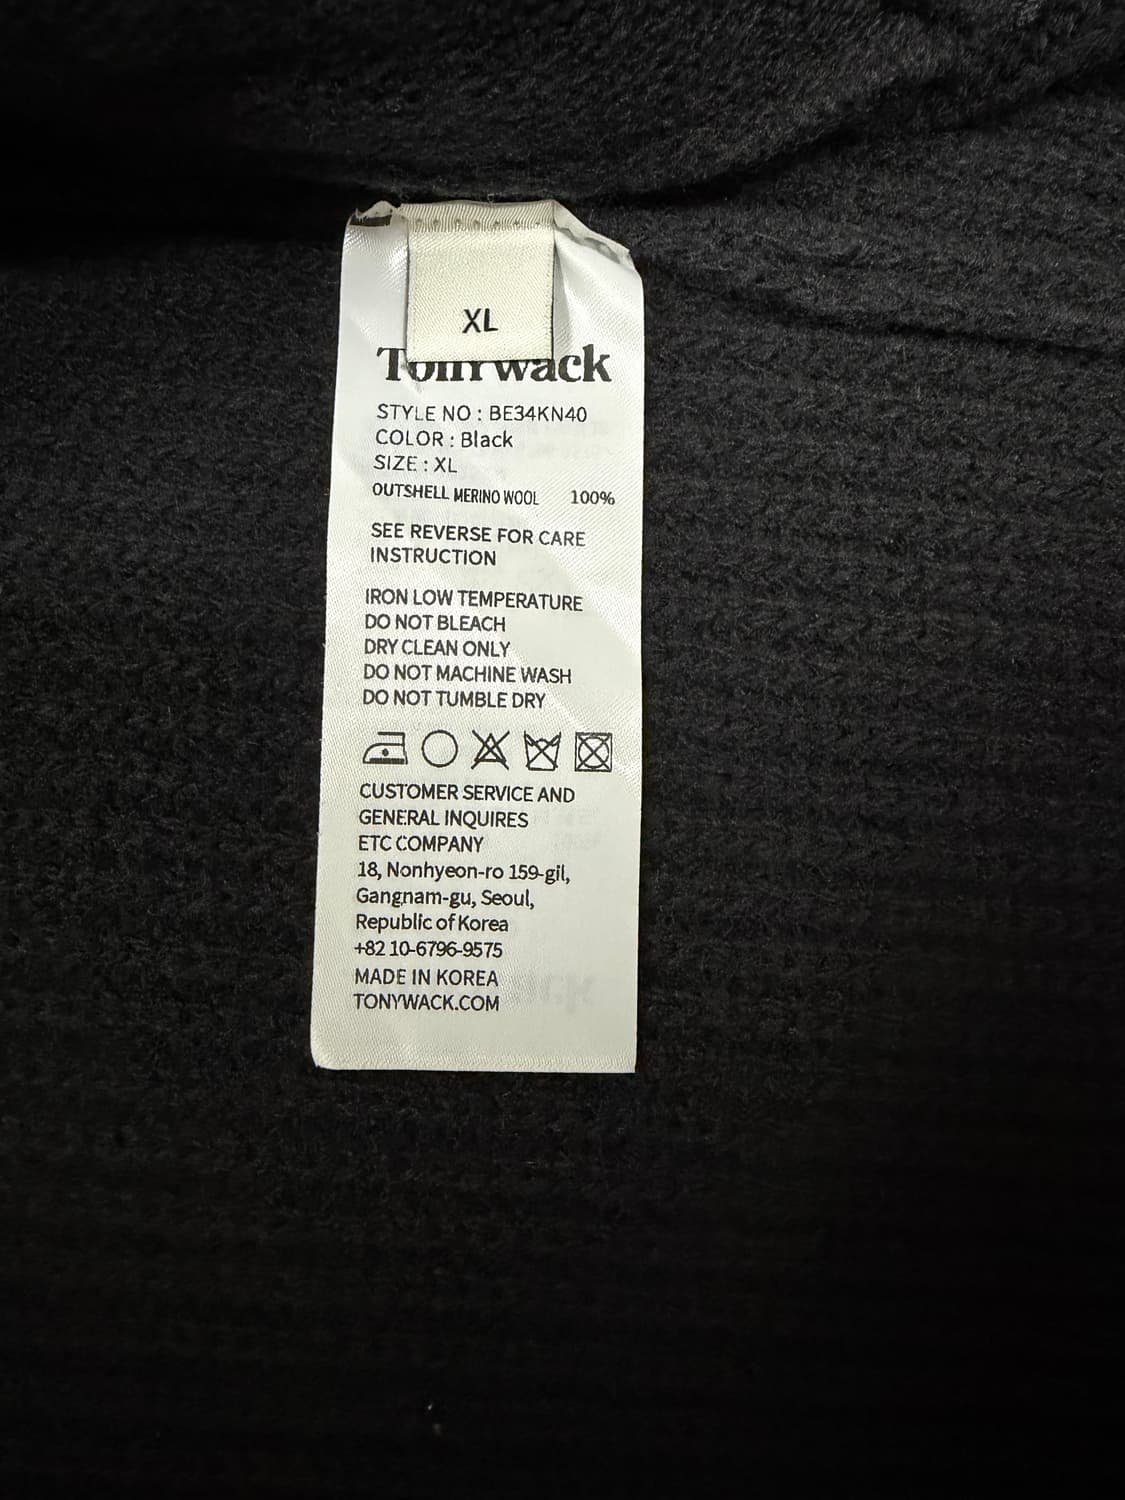 XL
Tonywack
STYLE NO : BE34KN40
COLOR : Black
SIZE : XL
OUTSHELL MERINO WOOL 100%
SEE REVERSE FOR CARE
INSTRUCTION
IRON LOW TEMPERATURE
DO NOT BLEACH
DRY CLEAN ONLY
DO NOT MACHINE WASH
DO NOT TUMBLE DRY
CUSTOMER SERVICE AND
GENERAL INQUIRES
ETC COMPANY
18, Nonhyeon-ro 159-gil,
Gangnam-gu, Seoul,
Republic of Korea
+82 10-6796-9575
MADE IN KOREA
TONYWACK.COM